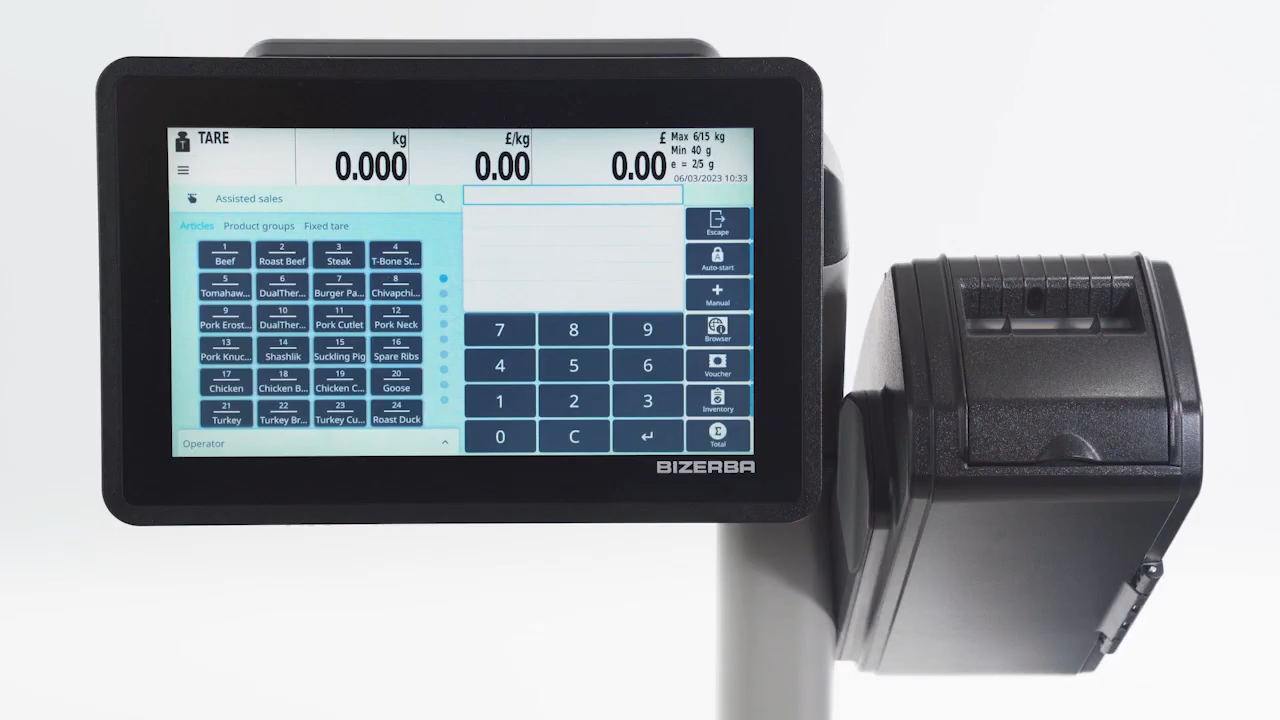 TARE
kg
0.000
£/kg
0.00
£
0.00
Max 6/15 kg
Min 40 g
e = 2/5 g
06/03/2023 10:33
Assisted sales
Articles Product groups Fixed tare
1 Beef
2 Roast Beef
3 Steak
4 T-Bone St...
5 Tomahaw...
6 DualTher...
7 Burger Pa...
8 Chivapchi...
9 Pork Erost...
10 DualTher...
11 Pork Cutlet
12 Pork Neck
13 Pork Knuc...
14 Shashlik
15 Suckling Pig
16 Spare Ribs
17 Chicken
18 Chicken B...
19 Chicken C...
20 Goose
21 Turkey
22 Turkey Br...
23 Turkey Cu...
24 Roast Duck
Operator
7 8 9
4 5 6
1 2 3
0 C ↵
Escape
Auto-start
Manual
Browser
Voucher
Inventory
Σ
Total
BIZERBA